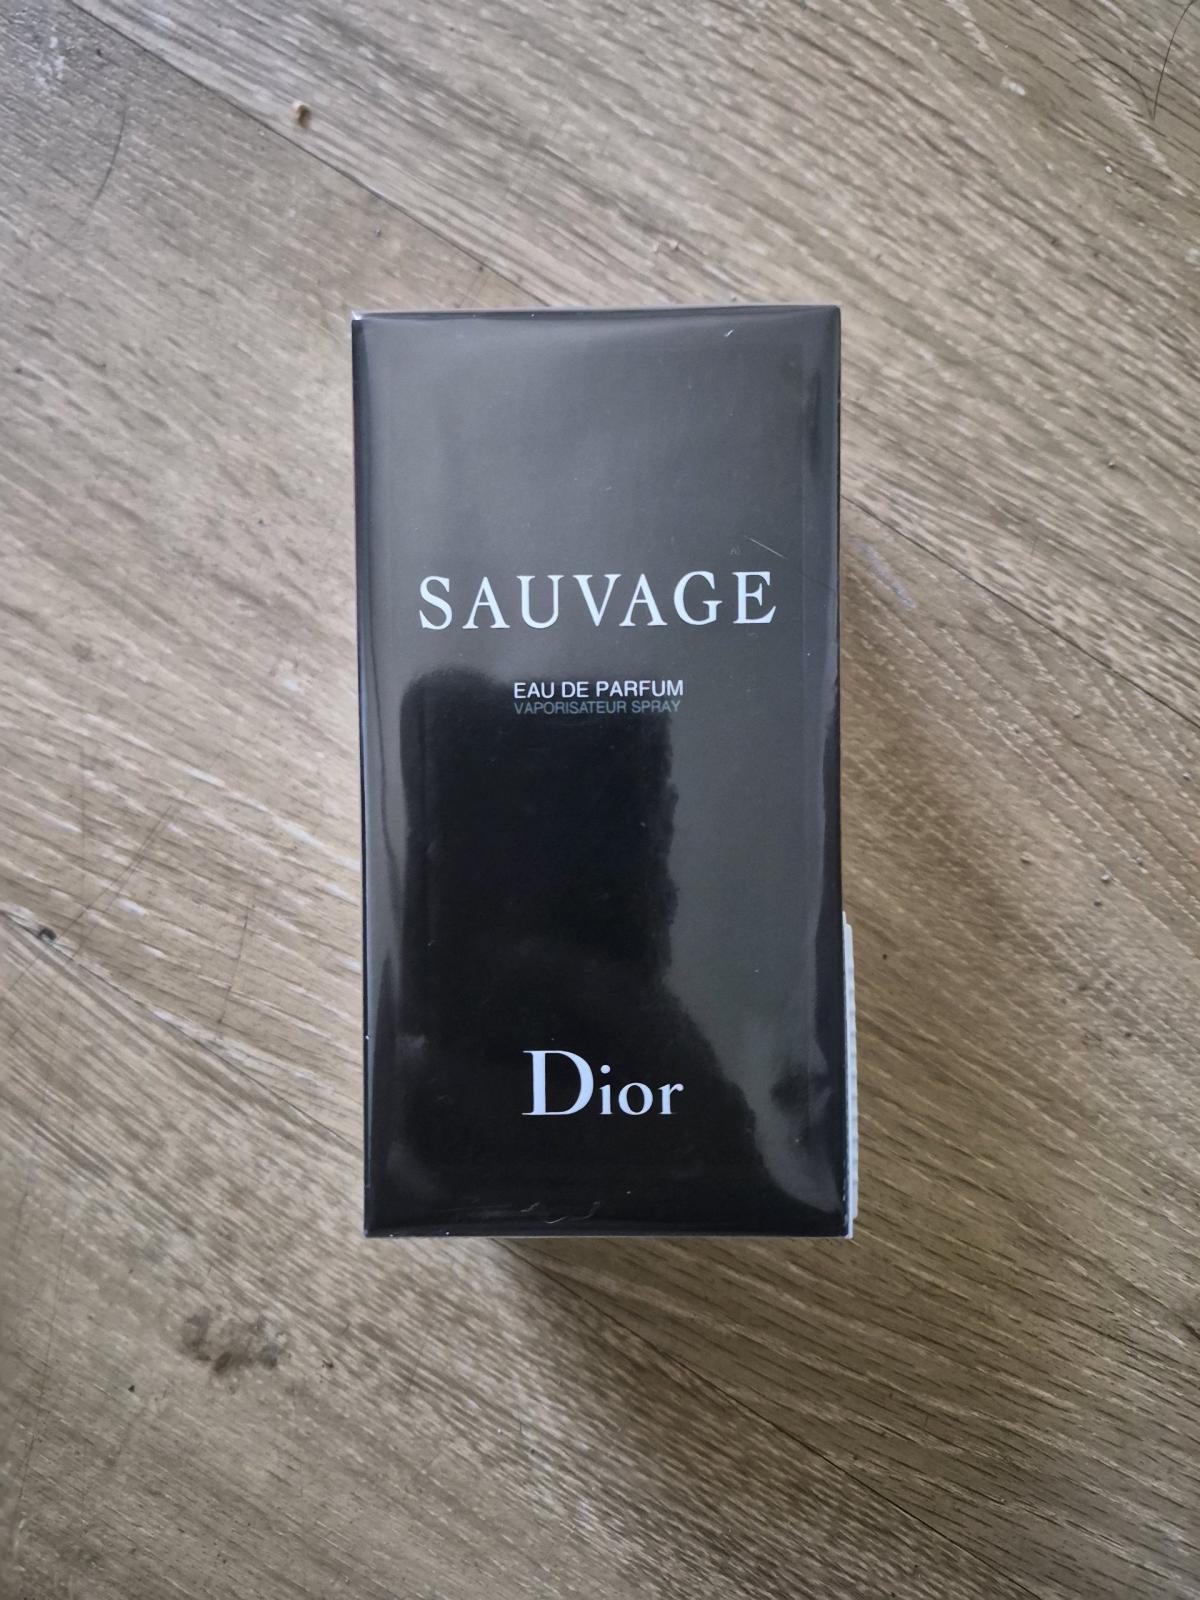 SAUVAGE
EAU DE PARFUM
VAPORISATEUR SPRAY
Dior